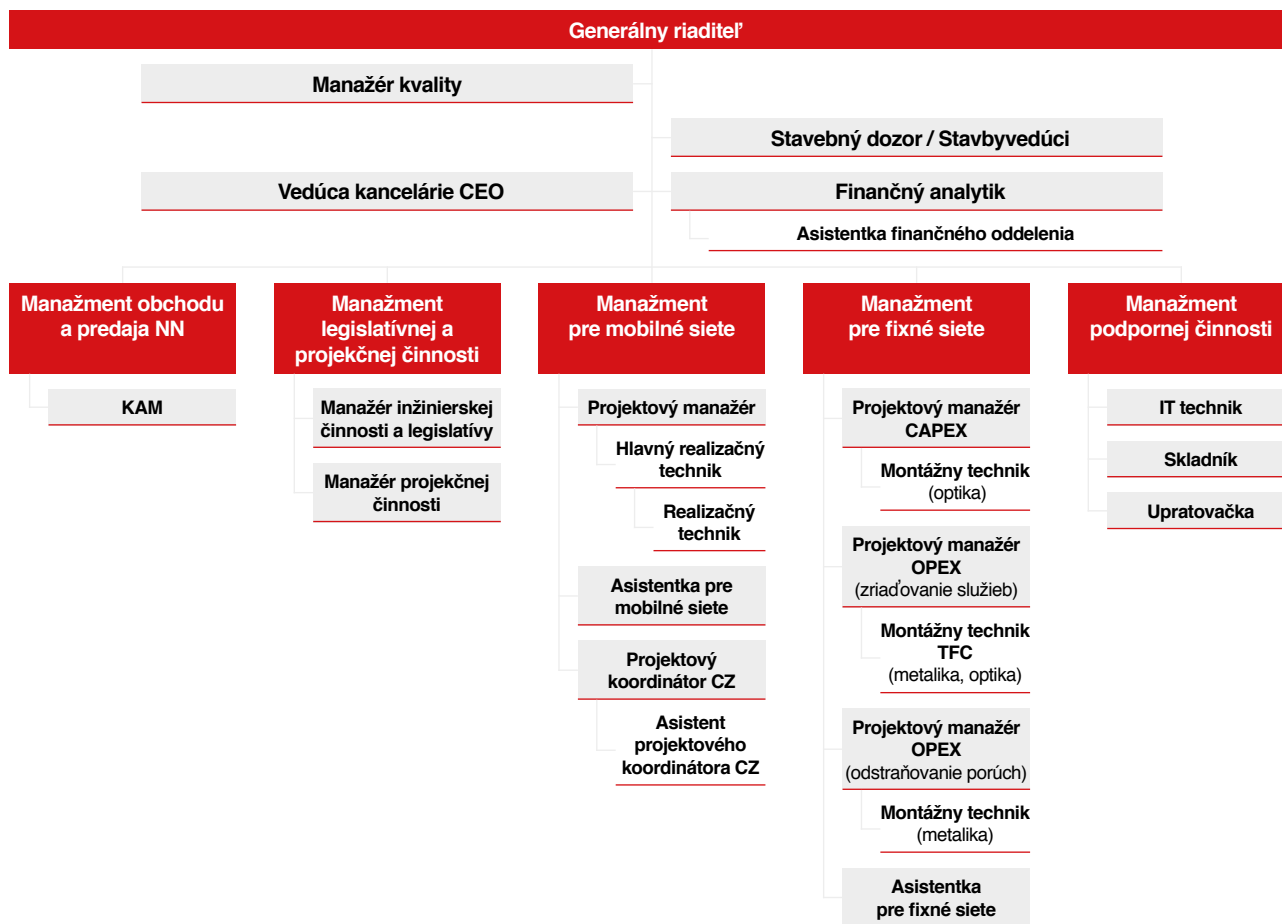 Generálny riaditeľ
Manažér kvality
Stavebný dozor / Stavbyvedúci
Vedúca kancelárie CEO
Finančný analytik
Asistentka finančného oddelenia
Manažment obchodu
a predaja NN
KAM
Manažment
legislatívnej a
projekčnej činnosti
Manažér inžinierskej
činnosti a legislatívy
Manažér projekčnej
činnosti
Manažment
pre mobilné siete
Projektový manažér
Hlavný realizačný
technik
Realizačný
technik
Asistentka pre
mobilné siete
Projektový
koordinátor CZ
Asistent
projektového
koordinátora CZ
Manažment
pre fixné siete
Projektový manažér
CAPEX
Montážny technik
(optika)
Projektový manažér
OPEX
(zriaďovanie služieb)
Montážny technik
TFC
(metalika, optika)
Projektový manažér
OPEX
(odstraňovanie porúch)
Montážny technik
(metalika)
Asistentka
pre fixné siete
Manažment
podpornej činnosti
IT technik
Skladník
Upratovačka